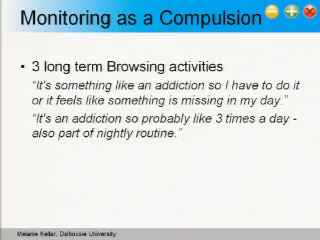 Monitoring as a Compulsion
• 3 long term Browsing activities
"It's something like an addiction so I have to do it
or it feels like something is missing in my day."
"It's an addiction so probably like 3 times a day -
also part of nightly routine."
Melanie Kellar, Dalhousie University